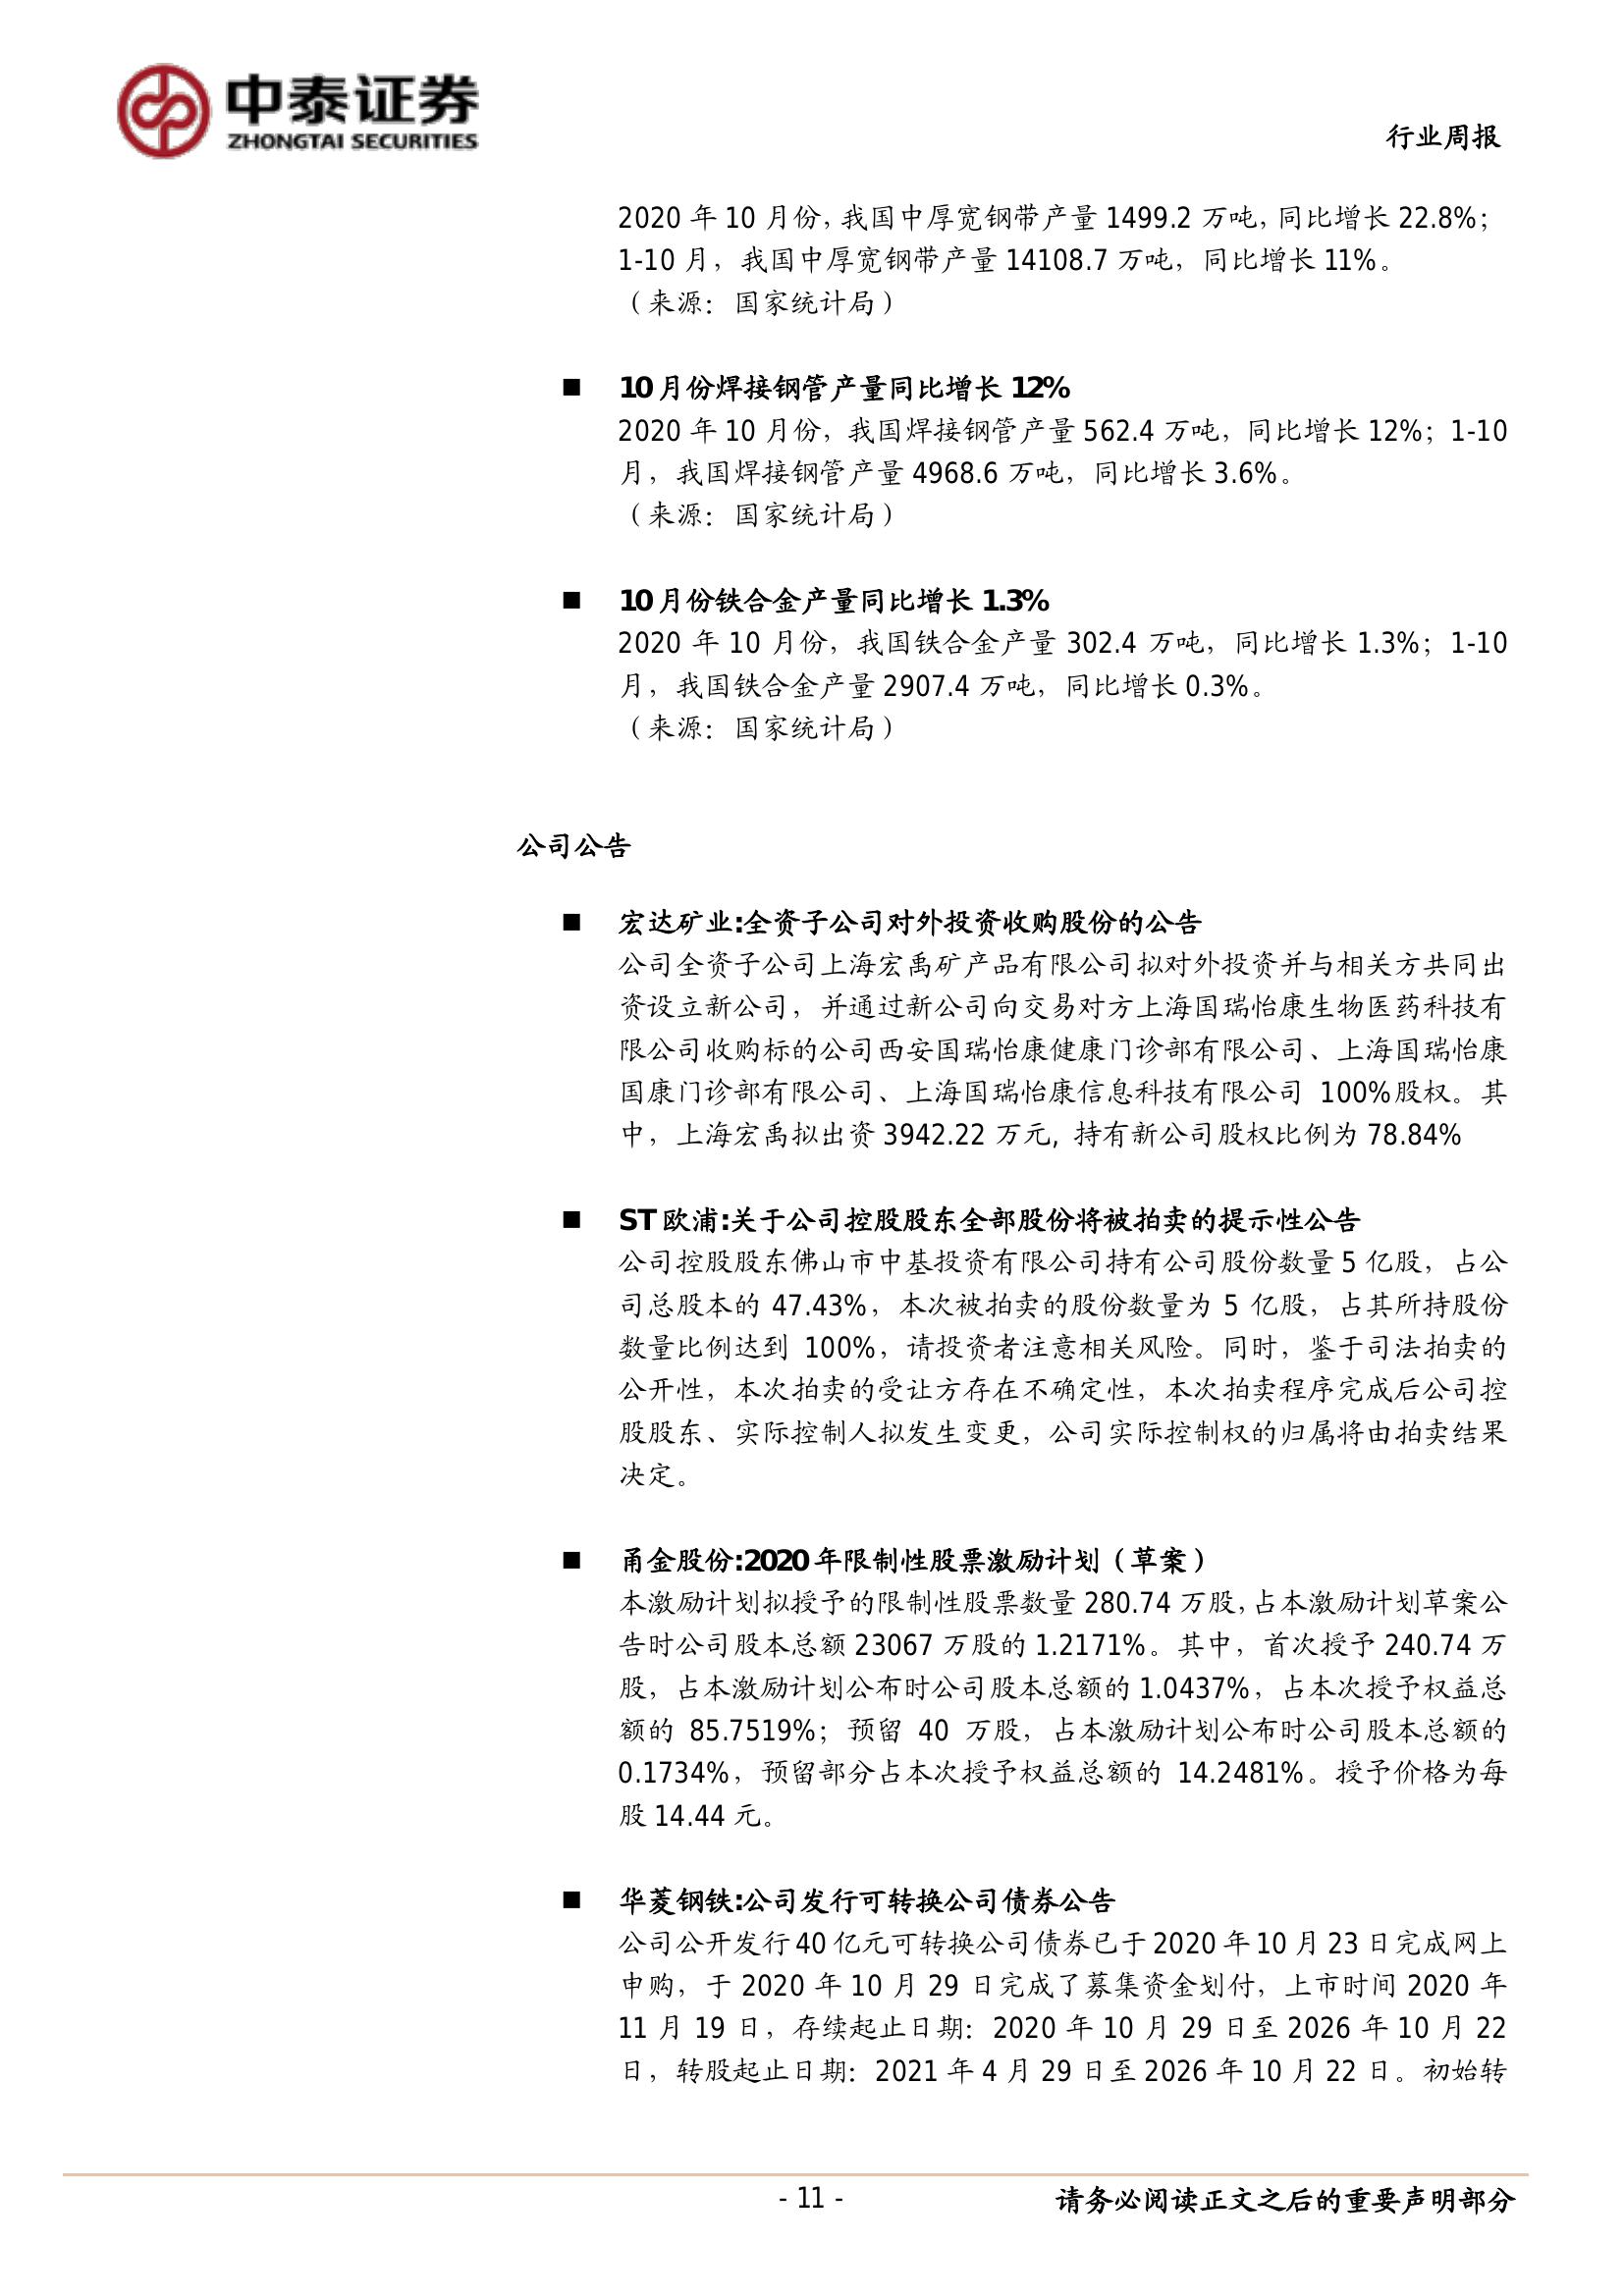 中泰证券
ZHONGTAI SECURITIES
行业周报
2020 年 10 月份，我国中厚宽钢带产量 1499.2 万吨，同比增长 22.8%；
1-10 月，我国中厚宽钢带产量 14108.7 万吨，同比增长 11%。
（来源：国家统计局）
■ 10 月份焊接钢管产量同比增长 12%
2020 年 10 月份，我国焊接钢管产量 562.4 万吨，同比增长 12%；1-10
月，我国焊接钢管产量 4968.6 万吨，同比增长 3.6%。
（来源：国家统计局）
■ 10 月份铁合金产量同比增长 1.3%
2020 年 10 月份，我国铁合金产量 302.4 万吨，同比增长 1.3%；1-10
月，我国铁合金产量 2907.4 万吨，同比增长 0.3%。
（来源：国家统计局）
公司公告
■ 宏达矿业:全资子公司对外投资收购股份的公告
公司全资子公司上海宏禹矿产品有限公司拟对外投资并与相关方共同出
资设立新公司，并通过新公司向交易对方上海国瑞怡康生物医药科技有
限公司收购标的公司西安国瑞怡康健康门诊部有限公司、上海国瑞怡康
国康门诊部有限公司、上海国瑞怡康信息科技有限公司 100%股权。其
中，上海宏禹拟出资 3942.22 万元, 持有新公司股权比例为 78.84%
■ ST 欧浦:关于公司控股股东全部股份将被拍卖的提示性公告
公司控股股东佛山市中基投资有限公司持有公司股份数量 5 亿股，占公
司总股本的 47.43%，本次被拍卖的股份数量为 5 亿股，占其所持股份
数量比例达到 100%，请投资者注意相关风险。同时，鉴于司法拍卖的
公开性，本次拍卖的受让方存在不确定性，本次拍卖程序完成后公司控
股股东、实际控制人拟发生变更，公司实际控制权的归属将由拍卖结果
决定。
■ 甬金股份:2020 年限制性股票激励计划（草案）
本激励计划拟授予的限制性股票数量 280.74 万股，占本激励计划草案公
告时公司股本总额 23067 万股的 1.2171%。其中，首次授予 240.74 万
股，占本激励计划公布时公司股本总额的 1.0437%，占本次授予权益总
额的 85.7519%；预留 40 万股，占本激励计划公布时公司股本总额的
0.1734%，预留部分占本次授予权益总额的 14.2481%。授予价格为每
股 14.44 元。
■ 华菱钢铁:公司发行可转换公司债券公告
公司公开发行 40 亿元可转换公司债券已于 2020 年 10 月 23 日完成网上
申购，于 2020 年 10 月 29 日完成了募集资金划付，上市时间 2020 年
11 月 19 日，存续起止日期：2020 年 10 月 29 日至 2026 年 10 月 22
日，转股起止日期：2021 年 4 月 29 日至 2026 年 10 月 22 日。初始转
- 11 -
请务必阅读正文之后的重要声明部分